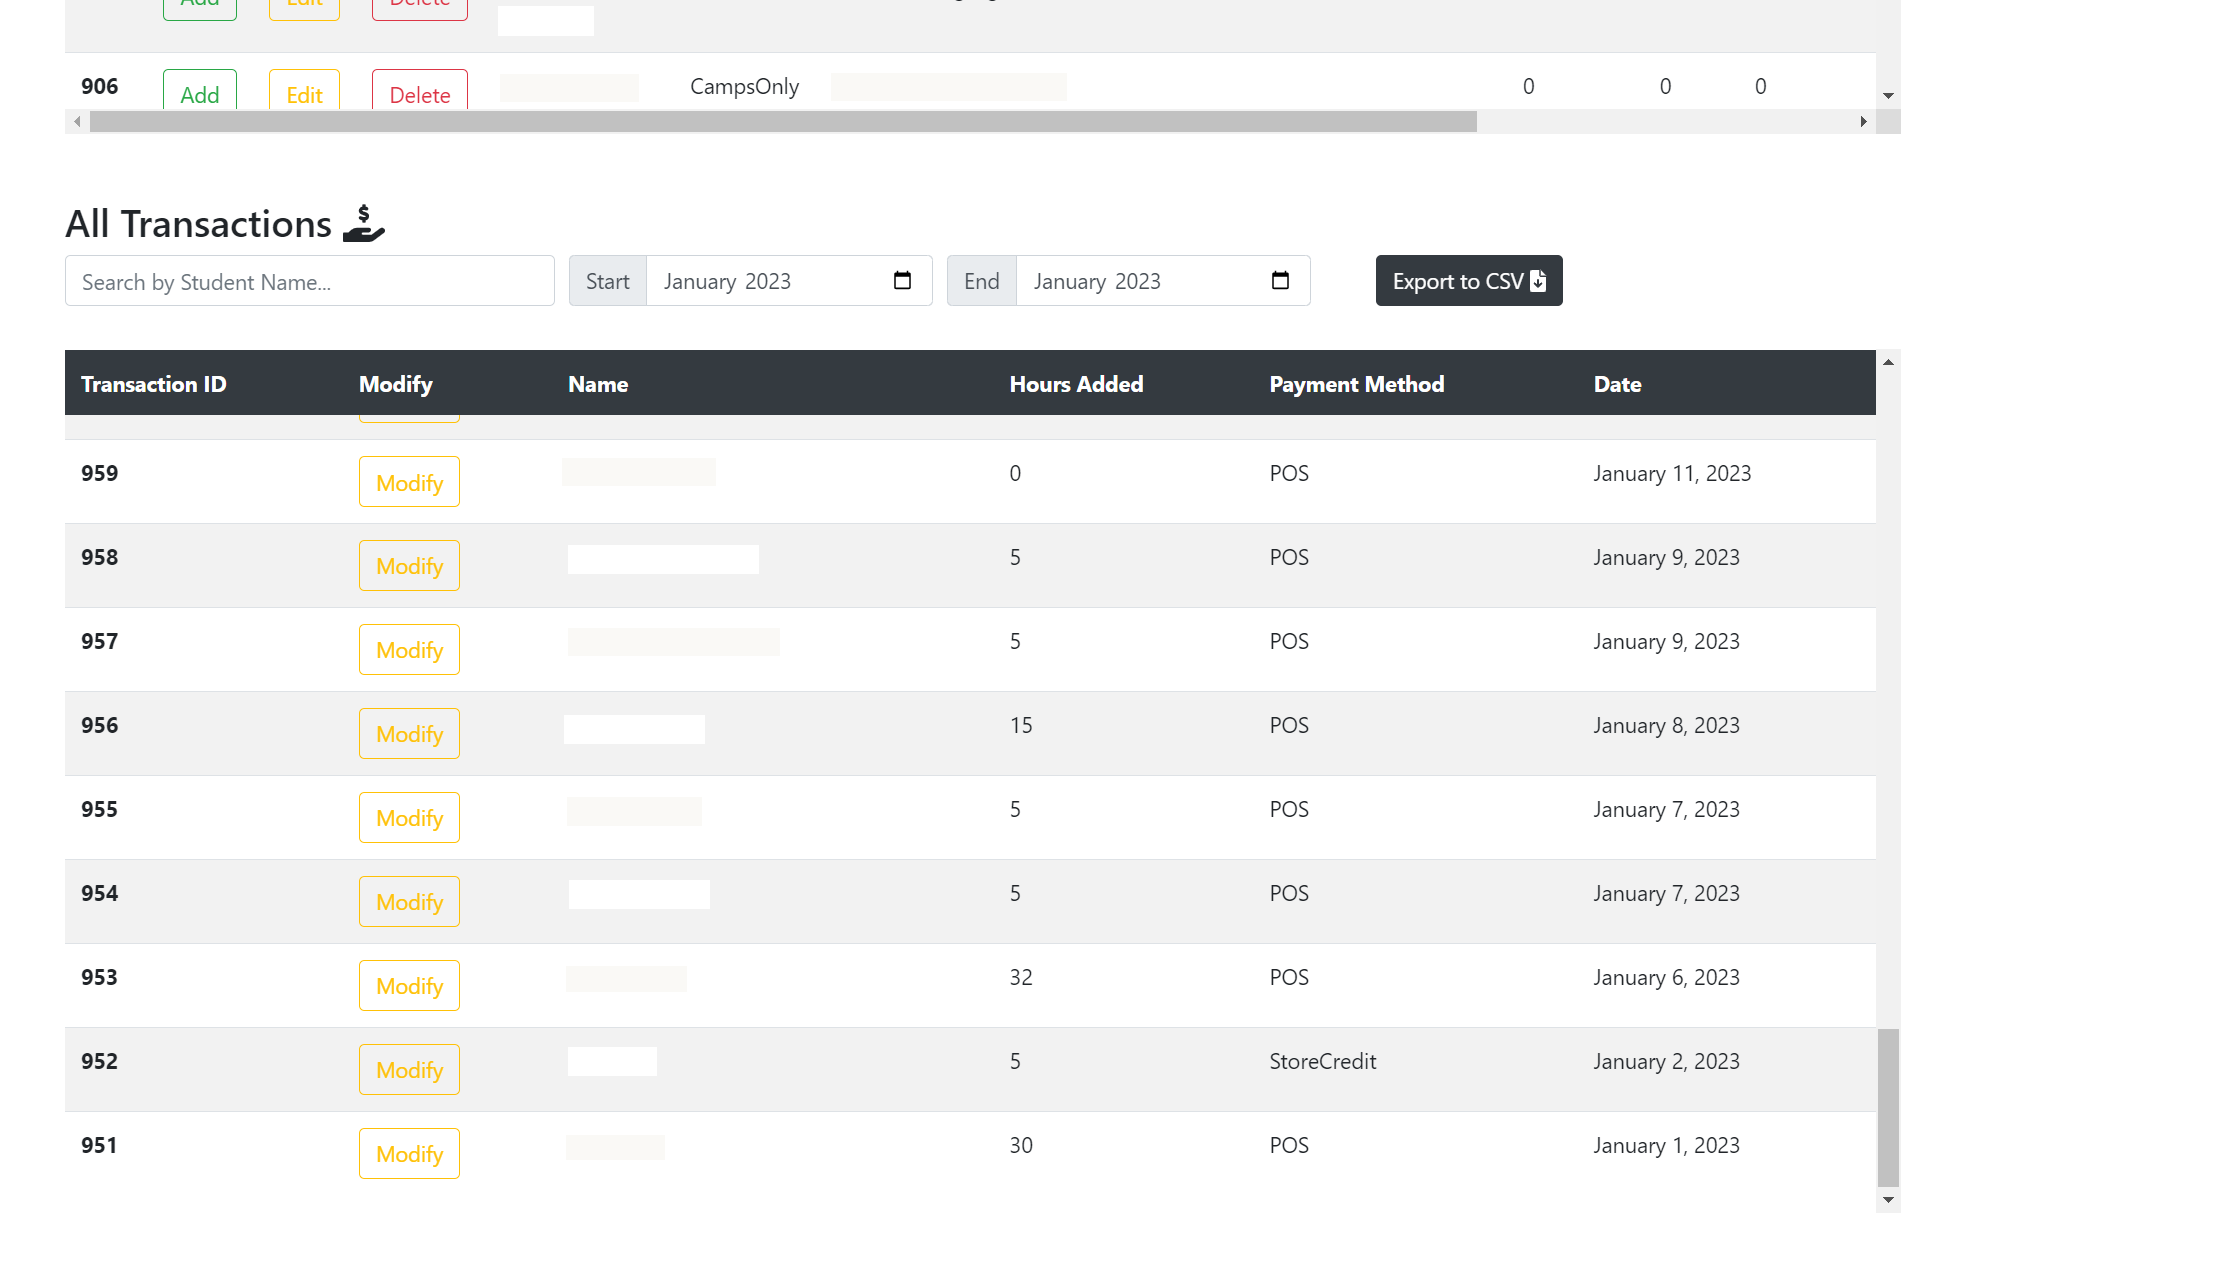 Add Edit Delete
906 Add Edit Delete CampsOnly 0 0 0
All Transactions
Search by Student Name... Start January 2023 End January 2023 Export to CSV
Transaction ID Modify Name Hours Added Payment Method Date
959 Modify 0 POS January 11, 2023
958 Modify 5 POS January 9, 2023
957 Modify 5 POS January 9, 2023
956 Modify 15 POS January 8, 2023
955 Modify 5 POS January 7, 2023
954 Modify 5 POS January 7, 2023
953 Modify 32 POS January 6, 2023
952 Modify 5 StoreCredit January 2, 2023
951 Modify 30 POS January 1, 2023